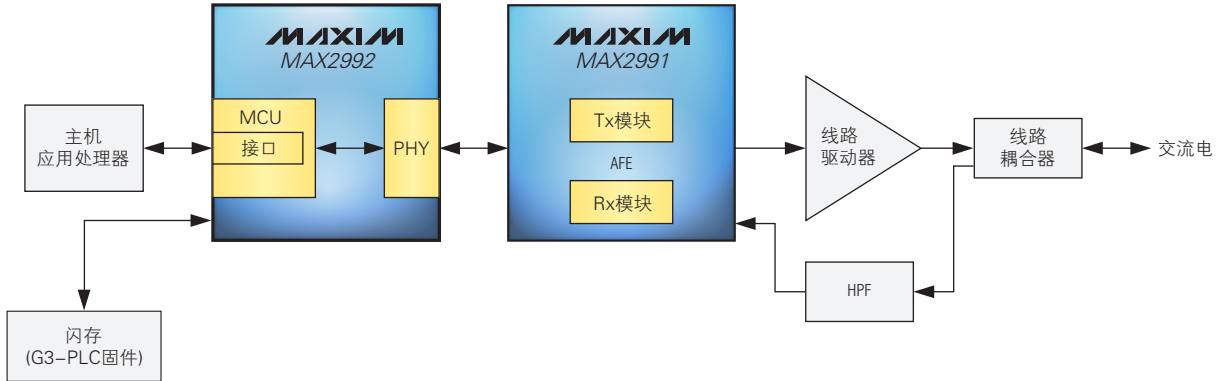 MAXIM
MAX2992
MAXIM
MAX2991
主机
应用处理器
MCU
接口
PHY
Tx模块
AFE
Rx模块
线路
驱动器
线路
耦合器
交流电
HPF
闪存
(G3-PLC固件)